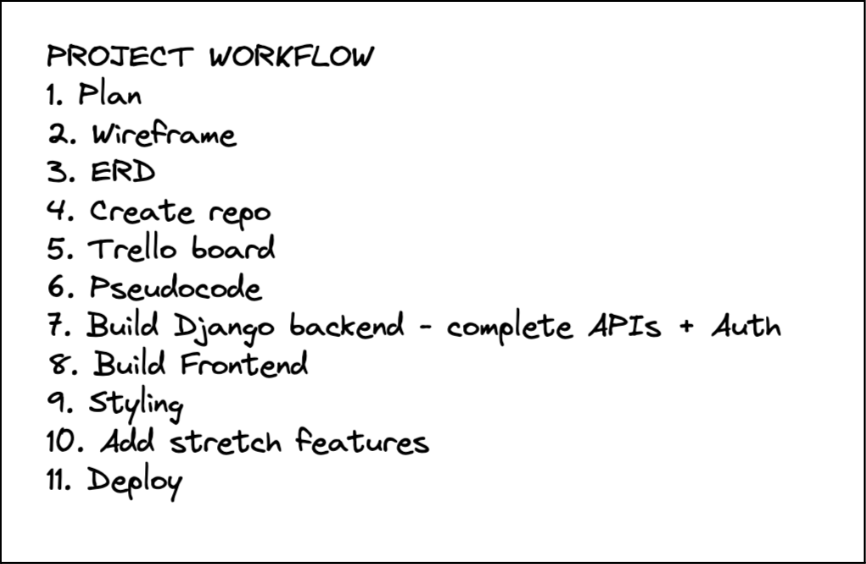 PROJECT WORKFLOW
1. Plan
2. Wireframe
3. ERD
4. Create repo
5. Trello board
6. Pseudocode
7. Build Django backend - complete APIs + Auth
8. Build Frontend
9. Styling
10. Add stretch features
11. Deploy